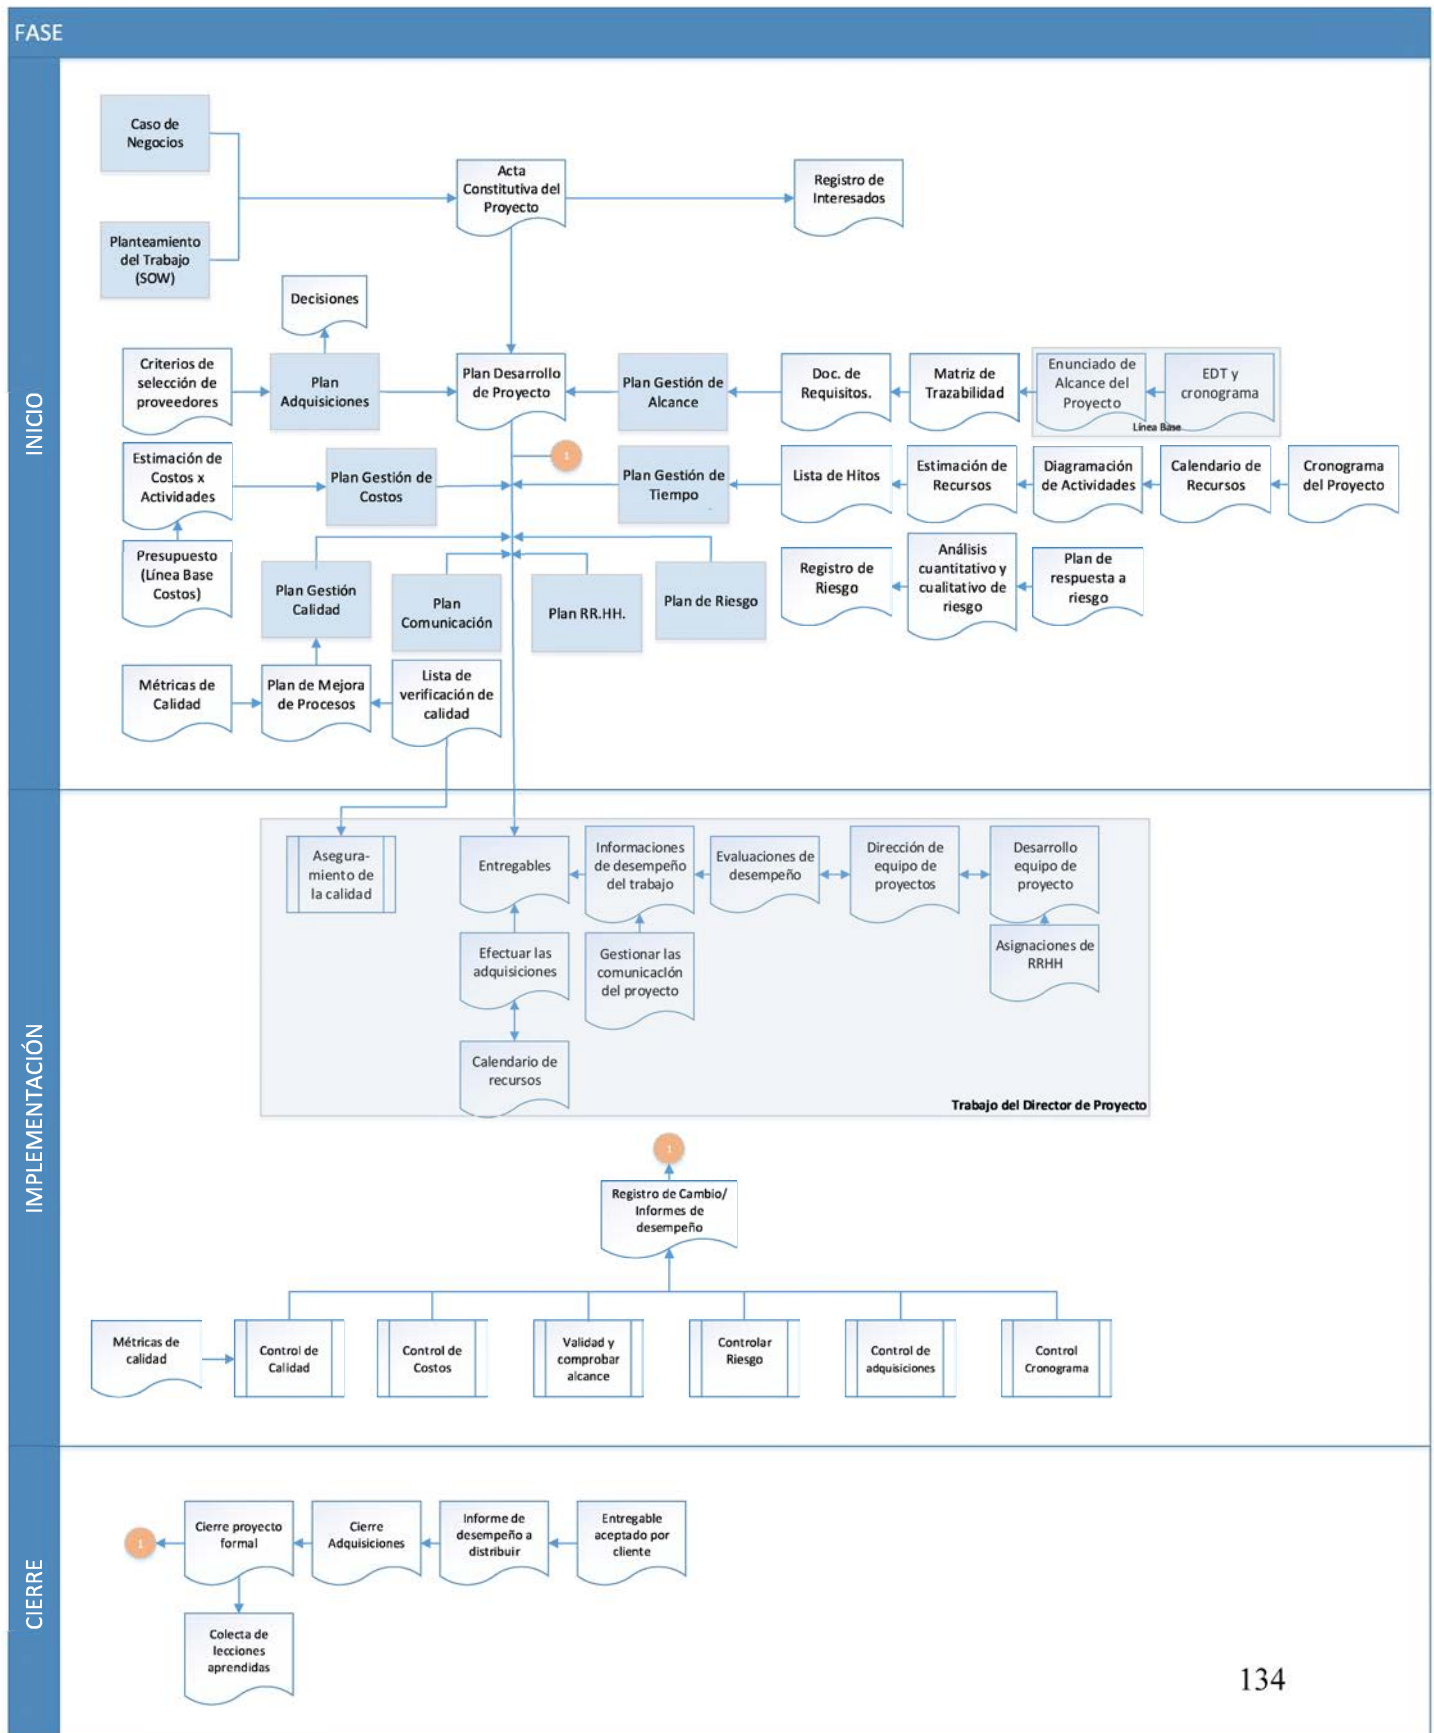 FASE
INICIO
Caso de
Negocios
Planteamiento
del Trabajo
(SOW)
Acta
Constitutiva del
Proyecto
Registro de
Interesados
Decisiones
Criterios de
selección de
proveedores
Plan
Adquisiciones
Plan Desarrollo
de Proyecto
Plan Gestión de
Alcance
Doc. de
Requisitos.
Matriz de
Trazabilidad
Enunciado de
Alcance del
Proyecto
EDT y
cronograma
Línea Base
1
Estimación de
Costos x
Actividades
Plan Gestión de
Costos
Plan Gestión de
Tiempo
Lista de Hitos
Estimación de
Recursos
Diagramación
de Actividades
Calendario de
Recursos
Cronograma
del Proyecto
Presupuesto
(Línea Base
Costos)
Plan Gestión
Calidad
Plan
Comunicación
Plan RR.HH.
Plan de Riesgo
Registro de
Riesgo
Análisis
cuantitativo y
cualitativo de
riesgo
Plan de
respuesta a
riesgo
Métricas de
Calidad
Plan de Mejora
de Procesos
Lista de
verificación de
calidad
IMPLEMENTACIÓN
Asegura-
miento de
la calidad
Entregables
Informaciones
de desempeño
del trabajo
Evaluaciones de
desempeño
Dirección de
equipo de
proyectos
Desarrollo
equipo de
proyecto
Efectuar las
adquisiciones
Gestionar las
comunicación
del proyecto
Asignaciones de
RRHH
Calendario de
recursos
Trabajo del Director de Proyecto
1
Registro de Cambio/
Informes de
desempeño
Métricas de
calidad
Control de
Calidad
Control de
Costos
Validad y
comprobar
alcance
Controlar
Riesgo
Control de
adquisiciones
Control
Cronograma
CIERRE
1
Cierre proyecto
formal
Cierre
Adquisiciones
Informe de
desempeño a
distribuir
Entregable
aceptado por
cliente
Colecta de
lecciones
aprendidas
134